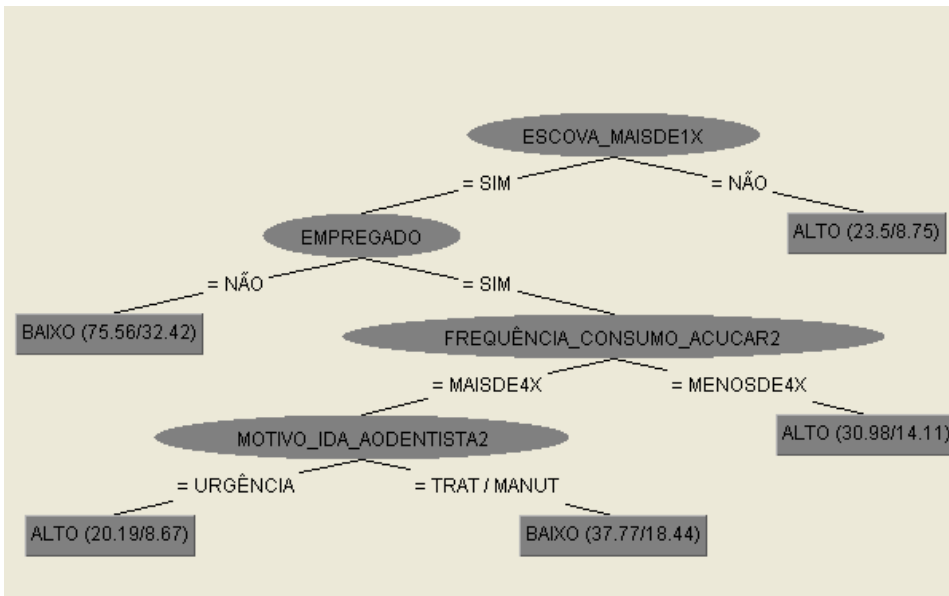 ESCOVA_MAISDE1X
= SIM
= NÃO
EMPREGADO
ALTO (23.5/8.75)
= NÃO
= SIM
BAIXO (75.56/32.42)
FREQUÊNCIA_CONSUMO_ACUCAR2
= MAISDE4X
= MENOSDE4X
MOTIVO_IDA_AODENTISTA2
ALTO (30.98/14.11)
= URGÊNCIA
= TRAT / MANUT
ALTO (20.19/8.67)
BAIXO (37.77/18.44)